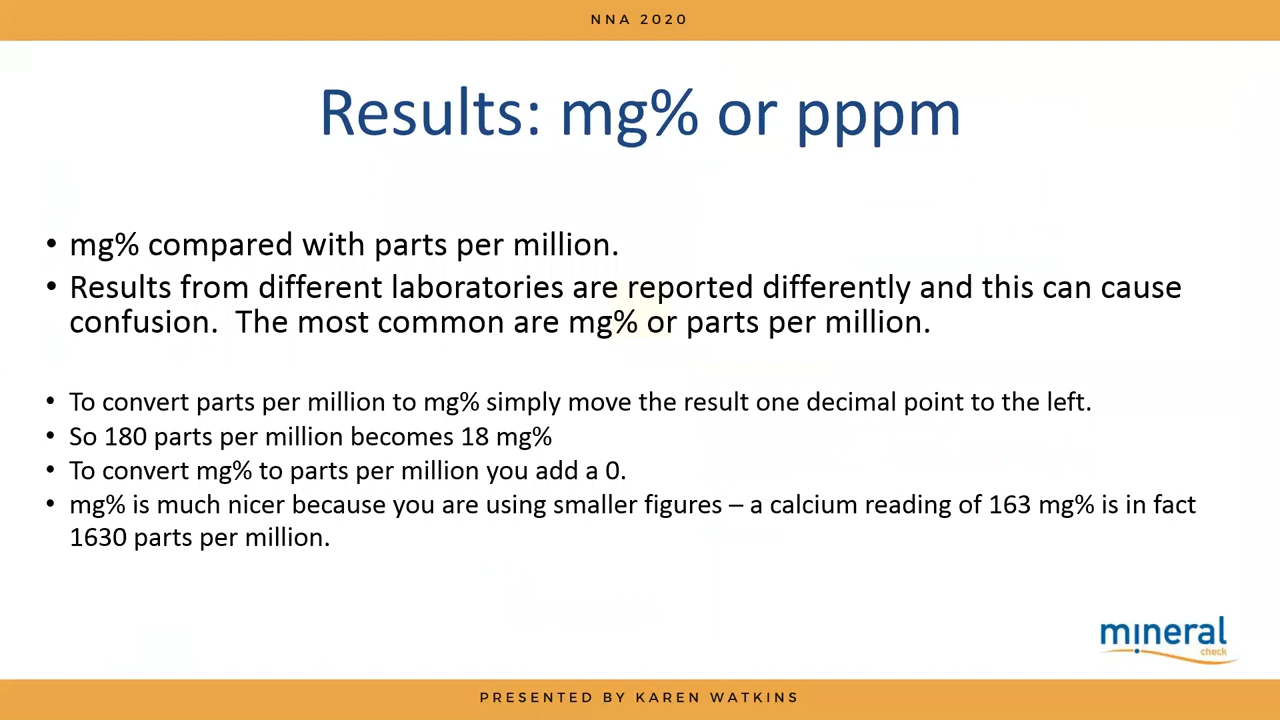 NNA 2020
Results: mg% or pppm
• mg% compared with parts per million.
• Results from different laboratories are reported differently and this can cause
confusion.  The most common are mg% or parts per million.
• To convert parts per million to mg% simply move the result one decimal point to the left.
• So 180 parts per million becomes 18 mg%
• To convert mg% to parts per million you add a 0.
• mg% is much nicer because you are using smaller figures – a calcium reading of 163 mg% is in fact
1630 parts per million.
mineral
check
PRESENTED BY KAREN WATKINS